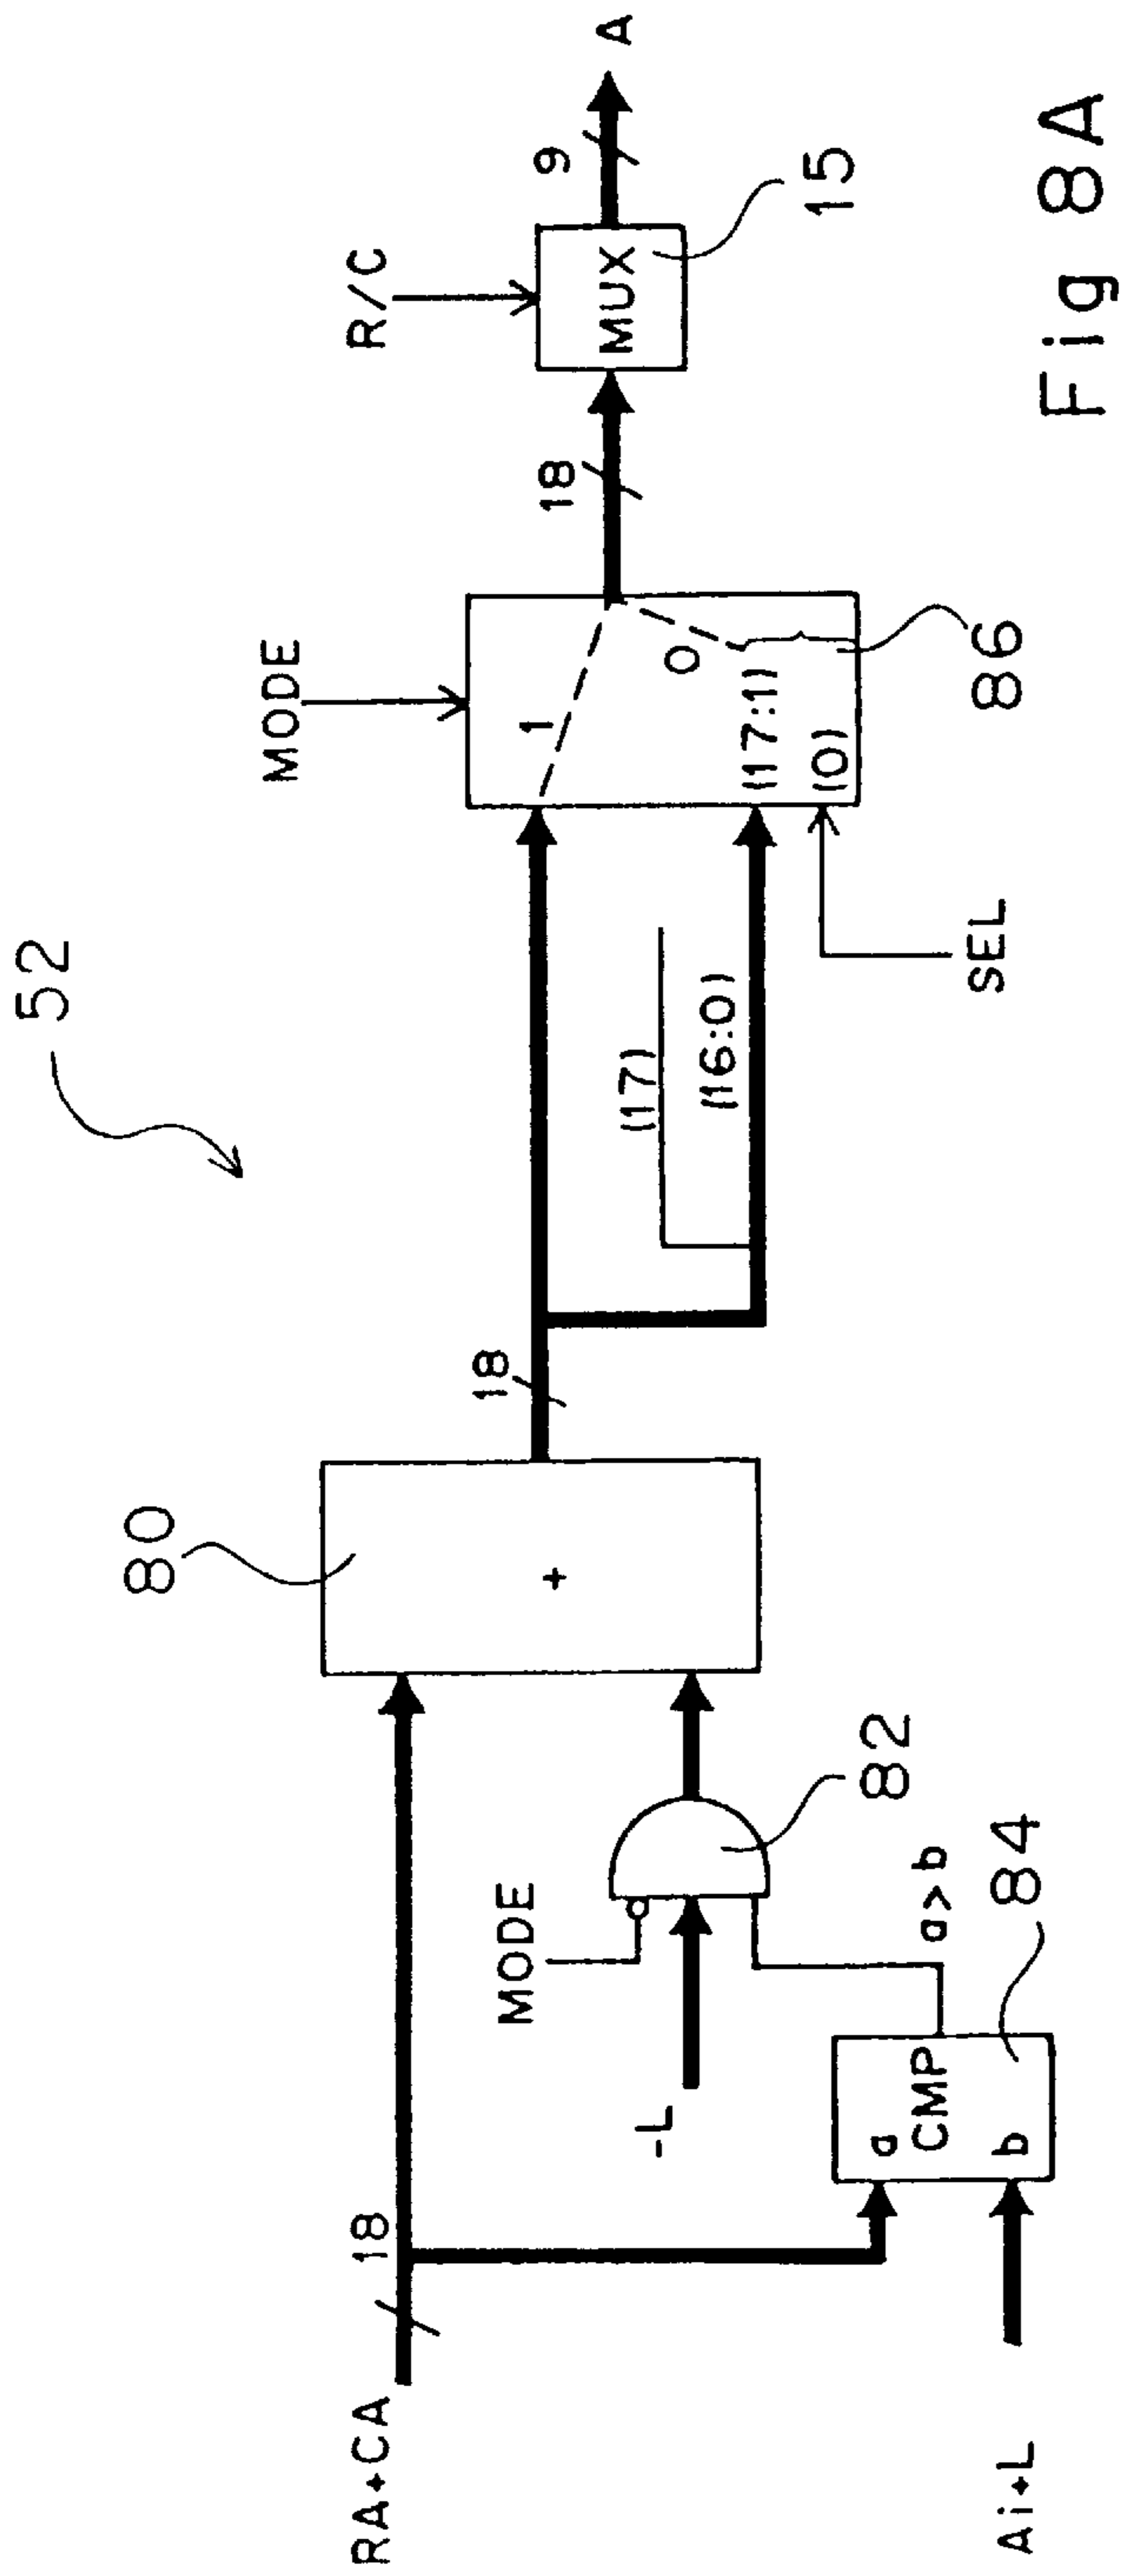 52
RA+CA
18
80
+
18
MODE
-L
82
a
CMP
b
a>b
84
Ai+L
(17)
(16:0)
MODE
1
0
(17:1)
(0)
SEL
86
18
R/C
MUX
15
9
A
Fig 8A